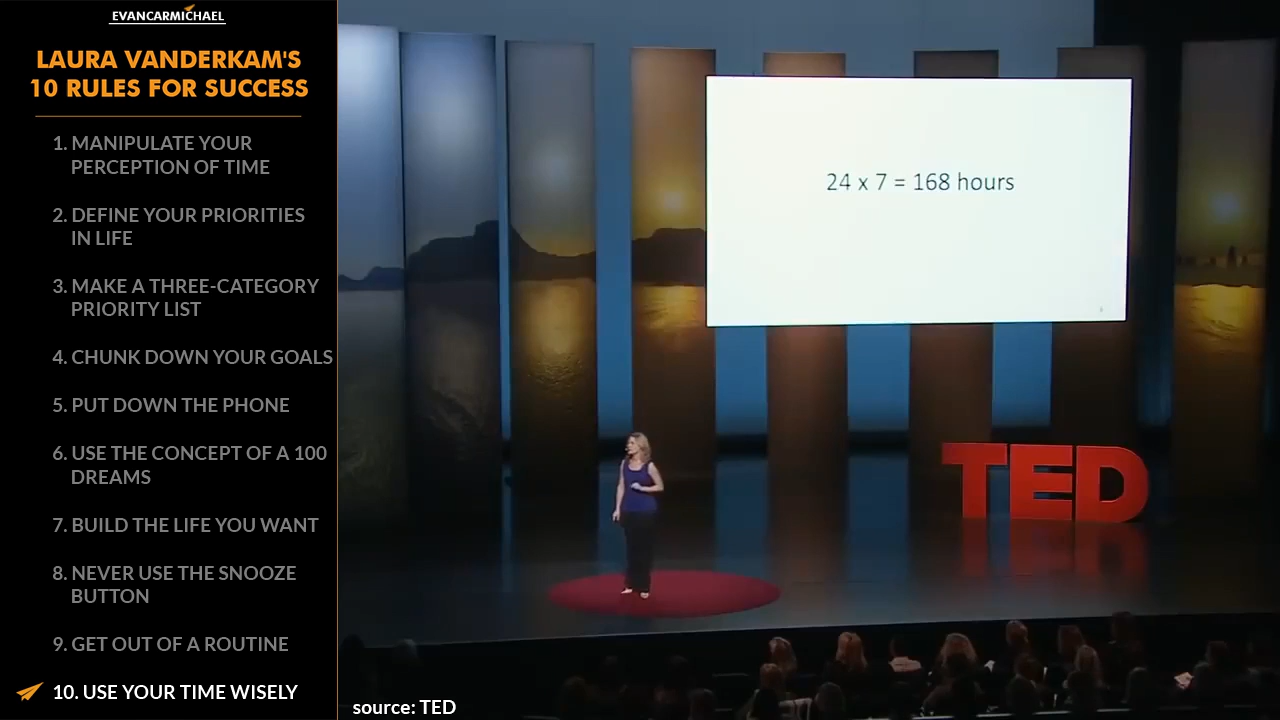 EVANCARMICHAEL
LAURA VANDERKAM'S
10 RULES FOR SUCCESS
1. MANIPULATE YOUR
PERCEPTION OF TIME
2. DEFINE YOUR PRIORITIES
IN LIFE
3. MAKE A THREE-CATEGORY
PRIORITY LIST
4. CHUNK DOWN YOUR GOALS
5. PUT DOWN THE PHONE
6. USE THE CONCEPT OF A 100
DREAMS
7. BUILD THE LIFE YOU WANT
8. NEVER USE THE SNOOZE
BUTTON
9. GET OUT OF A ROUTINE
10. USE YOUR TIME WISELY
24 x 7 = 168 hours
TED
source: TED